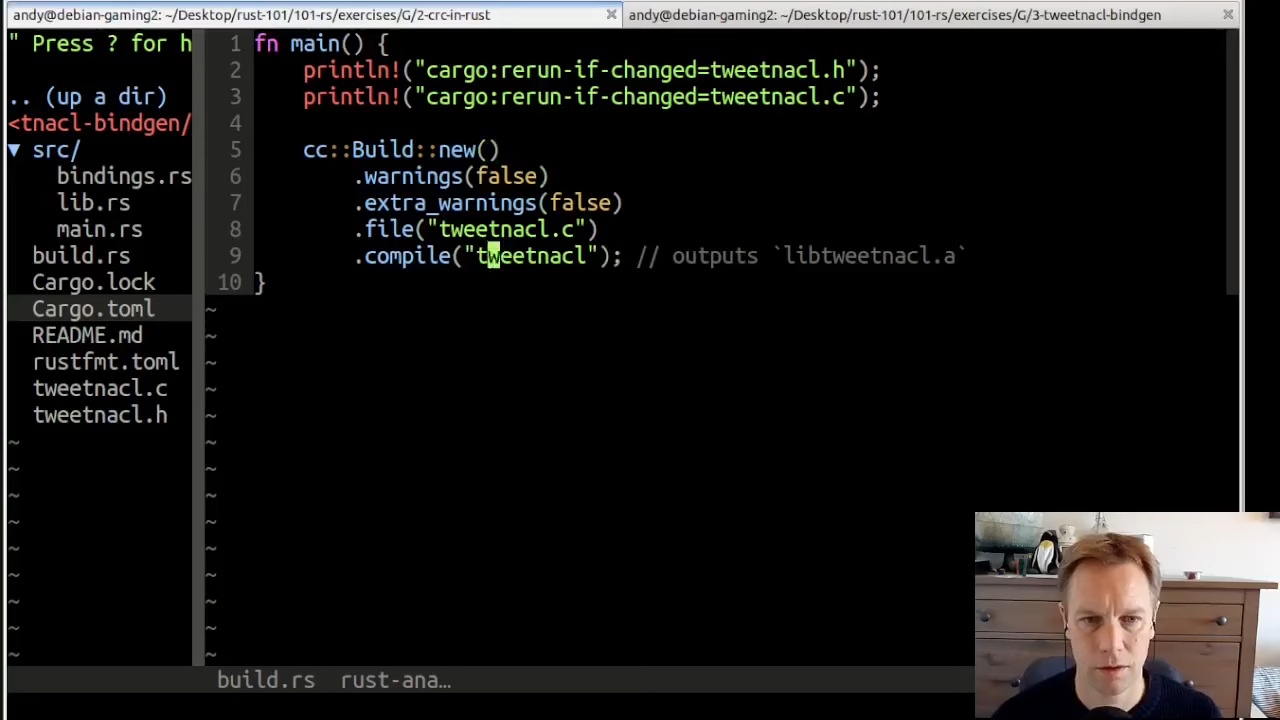 andy@debian-gaming2: ~/Desktop/rust-101/101-rs/exercises/G/2-crc-in-rust
andy@debian-gaming2: ~/Desktop/rust-101/101-rs/exercises/G/3-tweetnacl-bindgen
" Press ? for h
.. (up a dir)
<tnacl-bindgen/
▼ src/
bindings.rs
lib.rs
main.rs
build.rs
Cargo.lock
Cargo.toml
README.md
rustfmt.toml
tweetnacl.c
tweetnacl.h
~
~
~
~
~
~
~
~
~
1 fn main() {
2     println!("cargo:rerun-if-changed=tweetnacl.h");
3     println!("cargo:rerun-if-changed=tweetnacl.c");
4
5     cc::Build::new()
6         .warnings(false)
7         .extra_warnings(false)
8         .file("tweetnacl.c")
9         .compile("tweetnacl"); // outputs `libtweetnacl.a`
10 }
~
~
~
~
~
~
~
~
~
~
~
~
~
~
build.rs  rust-ana…